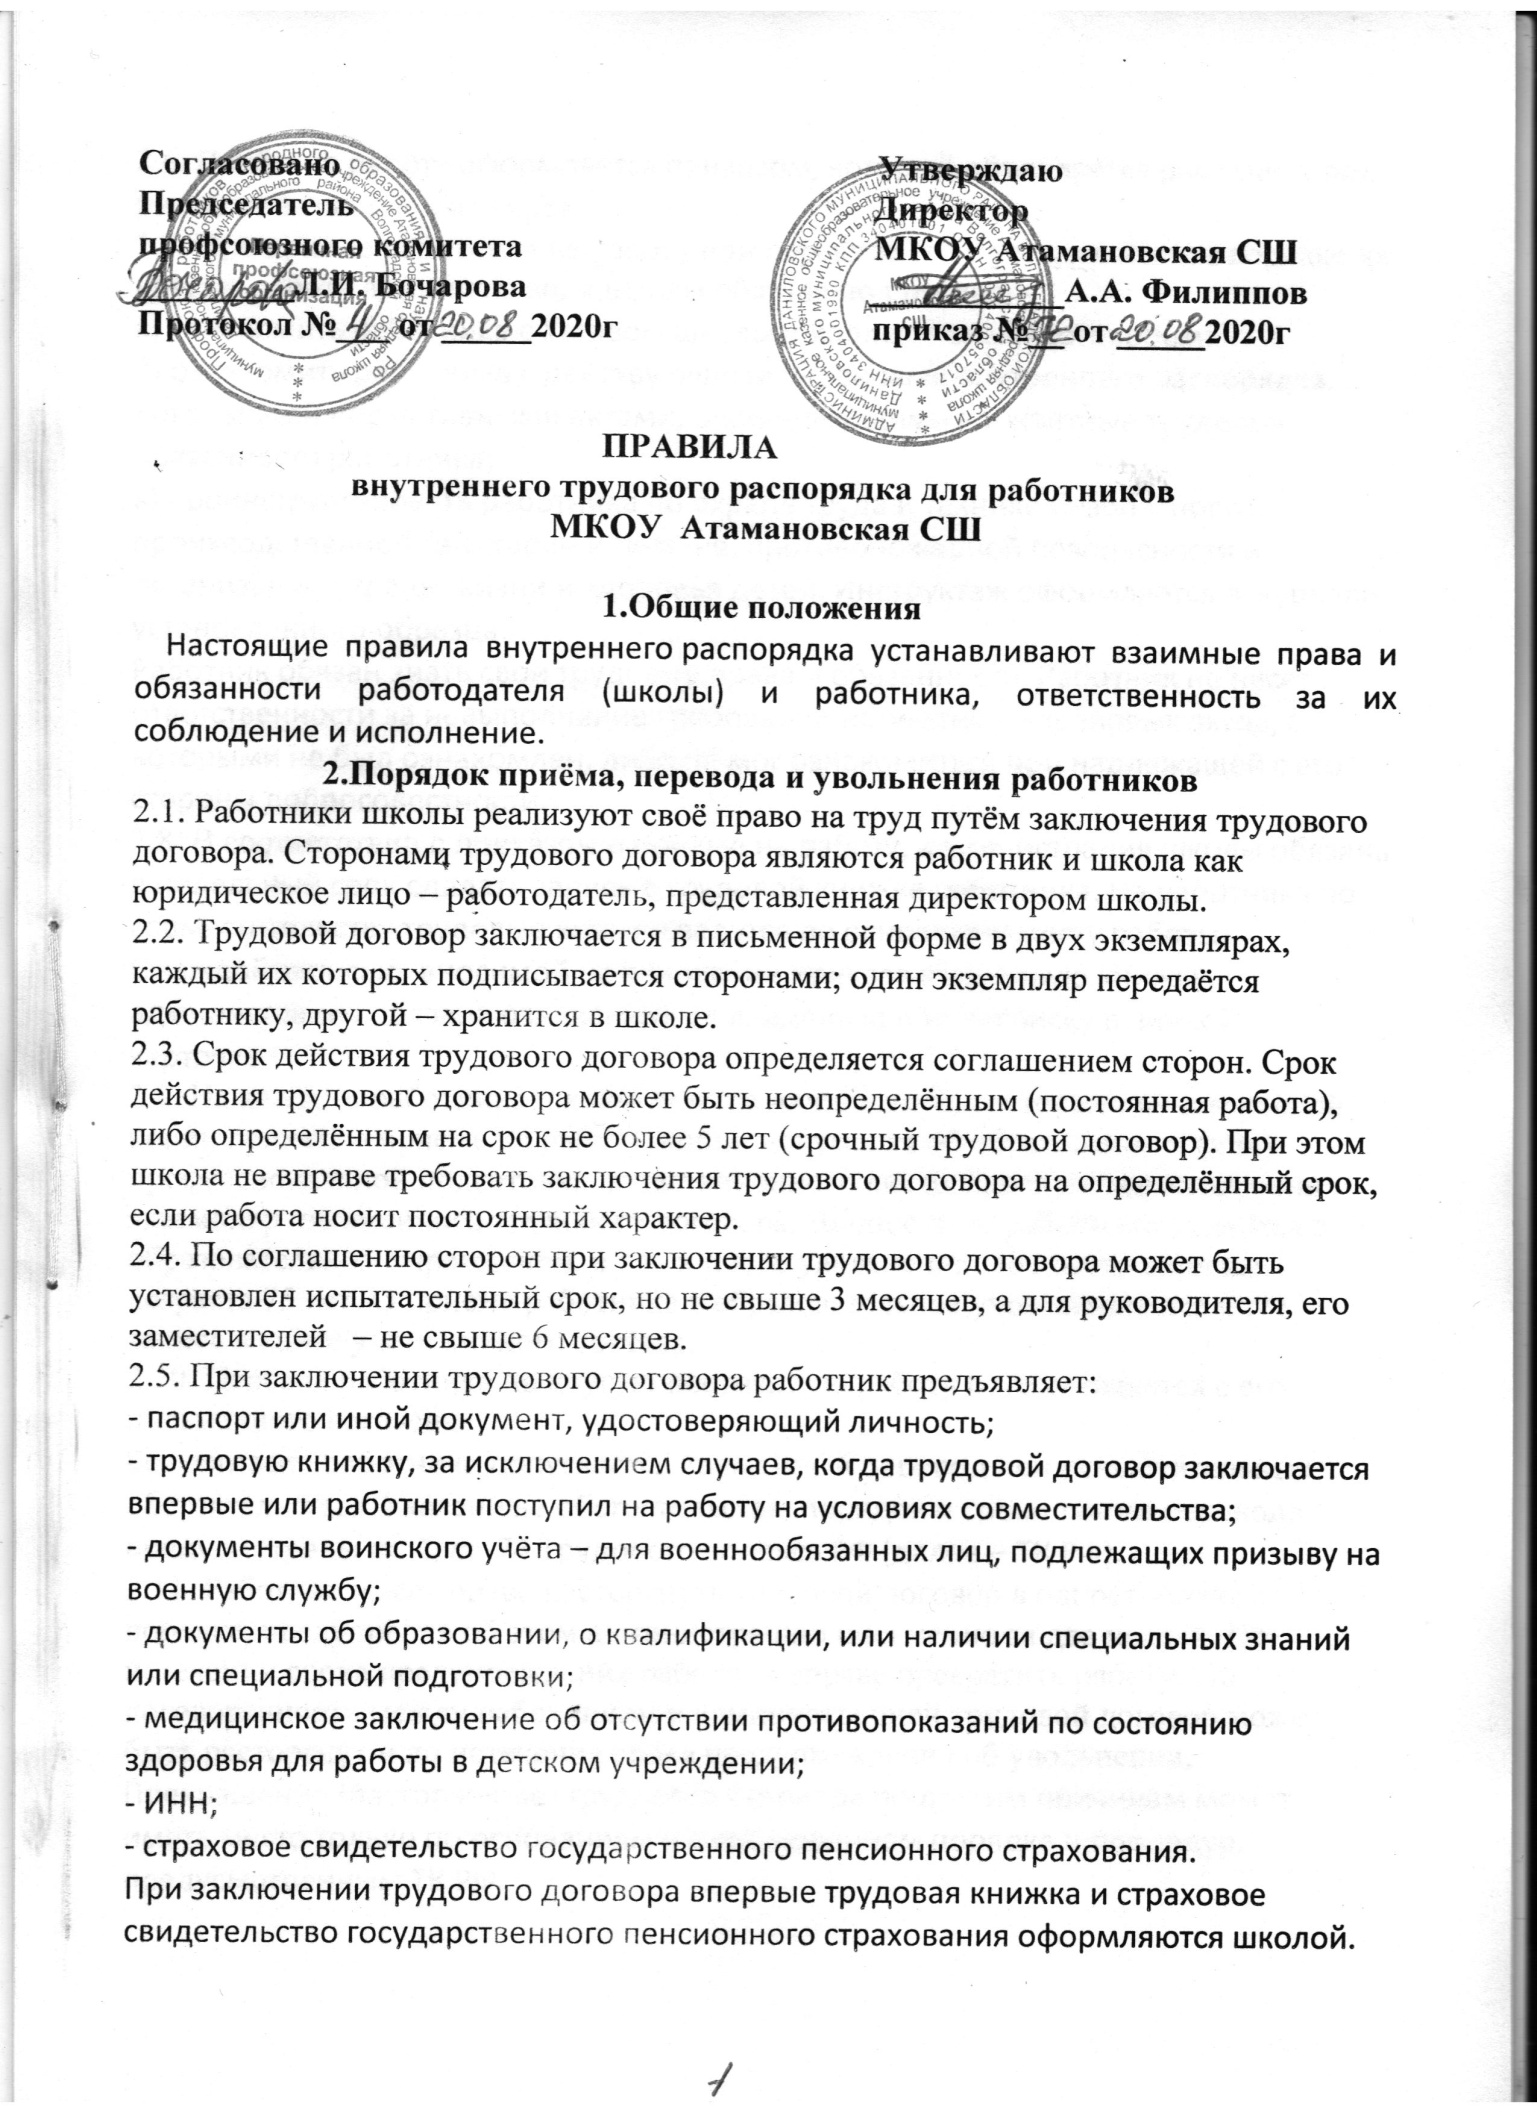 Согласовано
Председатель
профсоюзного комитета
Л.И. Бочарова
Протокол № 4 от 20.08 2020г
Утверждаю
Директор
МКОУ Атамановская СШ
А.А. Филиппов
приказ № от 20.08 2020г
Первичная
профсоюзная
организация
МКОУ
СШ
ПРАВИЛА
внутреннего трудового распорядка для работников
МКОУ Атамановская СШ
1.Общие положения
Настоящие правила внутреннего распорядка устанавливают взаимные права и
обязанности работодателя (школы) и работника, ответственность за их
соблюдение и исполнение.
2.Порядок приёма, перевода и увольнения работников
2.1. Работники школы реализуют своё право на труд путём заключения трудового
договора. Сторонами трудового договора являются работник и школа как
юридическое лицо – работодатель, представленная директором школы.
2.2. Трудовой договор заключается в письменной форме в двух экземплярах,
каждый их которых подписывается сторонами; один экземпляр передаётся
работнику, другой – хранится в школе.
2.3. Срок действия трудового договора определяется соглашением сторон. Срок
действия трудового договора может быть неопределённым (постоянная работа),
либо определённым на срок не более 5 лет (срочный трудовой договор). При этом
школа не вправе требовать заключения трудового договора на определённый срок,
если работа носит постоянный характер.
2.4. По соглашению сторон при заключении трудового договора может быть
установлен испытательный срок, но не свыше 3 месяцев, а для руководителя, его
заместителей – не свыше 6 месяцев.
2.5. При заключении трудового договора работник предъявляет:
- паспорт или иной документ, удостоверяющий личность;
- трудовую книжку, за исключением случаев, когда трудовой договор заключается
впервые или работник поступил на работу на условиях совместительства;
- документы воинского учёта – для военнообязанных лиц, подлежащих призыву на
военную службу;
- документы об образовании, о квалификации, или наличии специальных знаний
или специальной подготовки;
- медицинское заключение об отсутствии противопоказаний по состоянию
здоровья для работы в детском учреждении;
- ИНН;
- страховое свидетельство государственного пенсионного страхования.
При заключении трудового договора впервые трудовая книжка и страховое
свидетельство государственного пенсионного страхования оформляются школой.
1